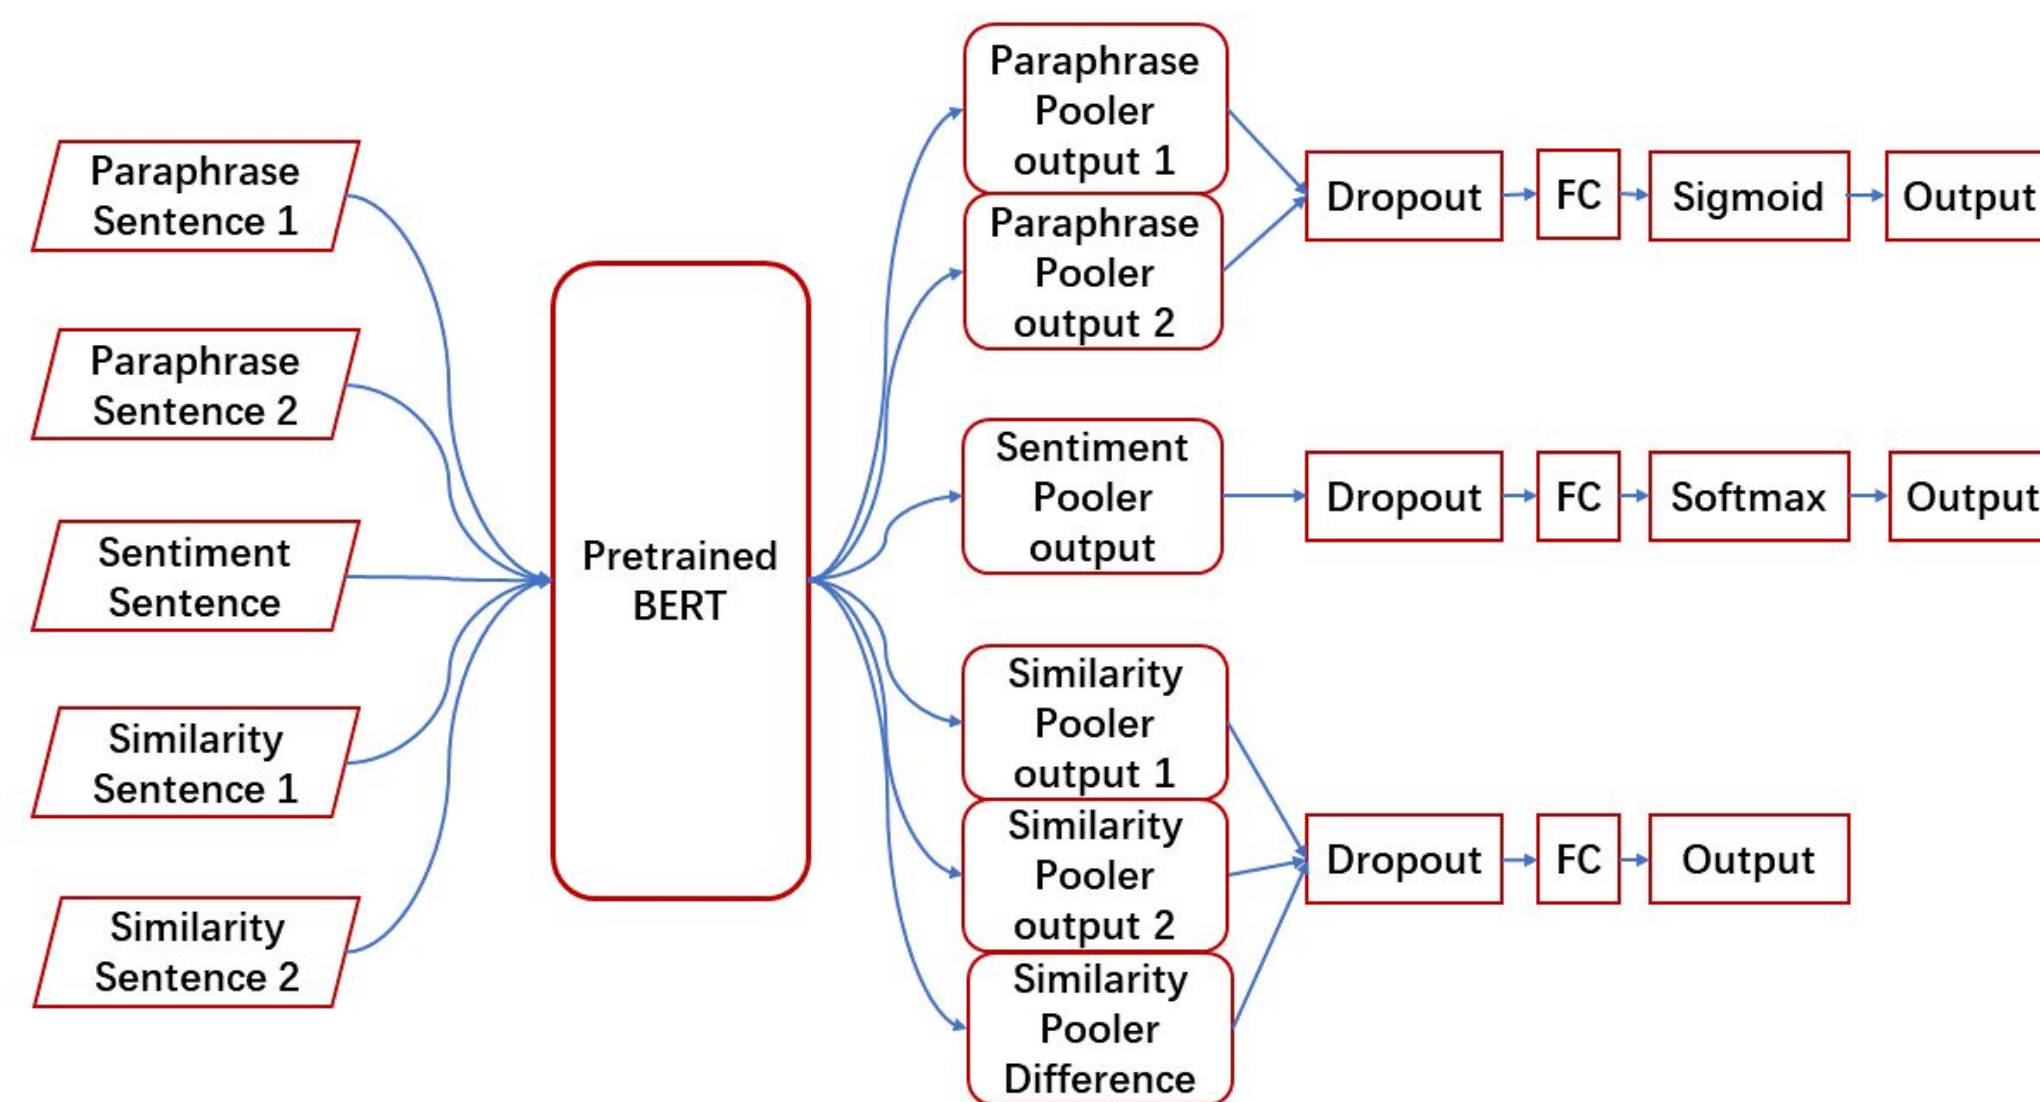 Paraphrase
Sentence 1
Paraphrase
Sentence 2
Sentiment
Sentence
Similarity
Sentence 1
Similarity
Sentence 2
Pretrained
BERT
Paraphrase
Pooler
output 1
Paraphrase
Pooler
output 2
Dropout
FC
Sigmoid
Output
Sentiment
Pooler
output
Dropout
FC
Softmax
Output
Similarity
Pooler
output 1
Similarity
Pooler
output 2
Similarity
Pooler
Difference
Dropout
FC
Output